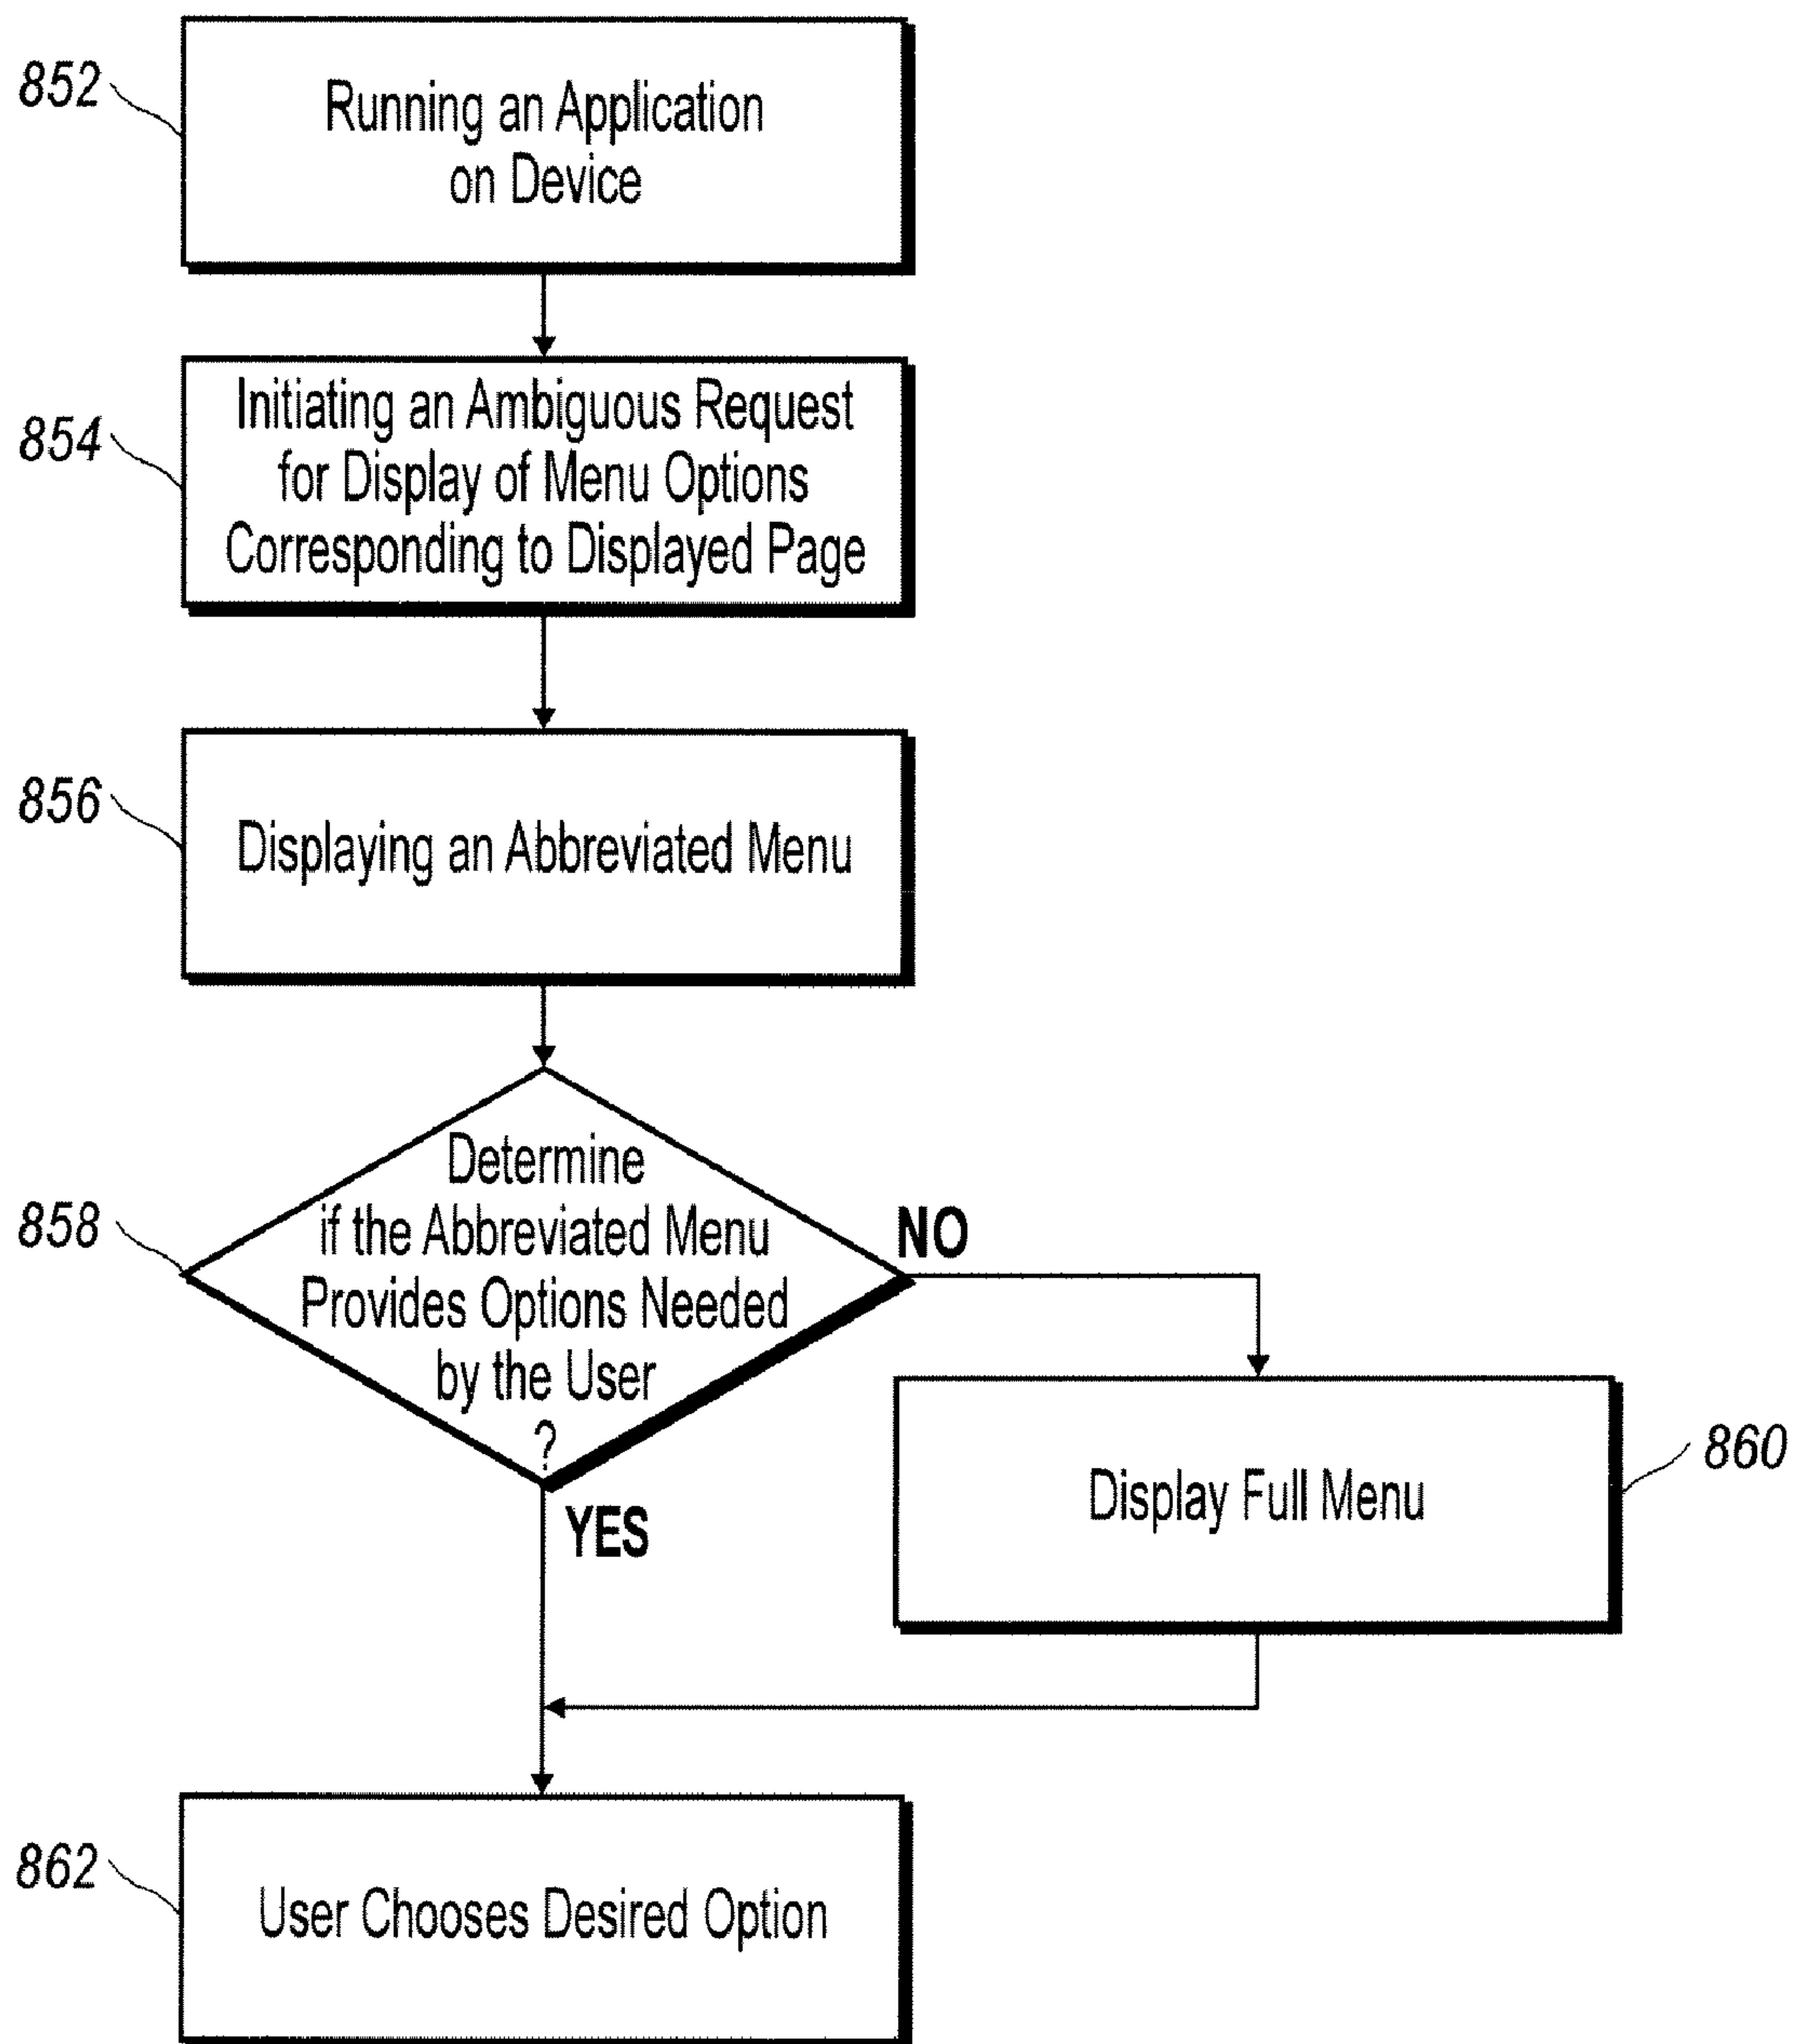 852
Running an Application
on Device
854
Initiating an Ambiguous Request
for Display of Menu Options
Corresponding to Displayed Page
856
Displaying an Abbreviated Menu
858
Determine
if the Abbreviated Menu
Provides Options Needed
by the User
?
NO
YES
Display Full Menu
860
862
User Chooses Desired Option